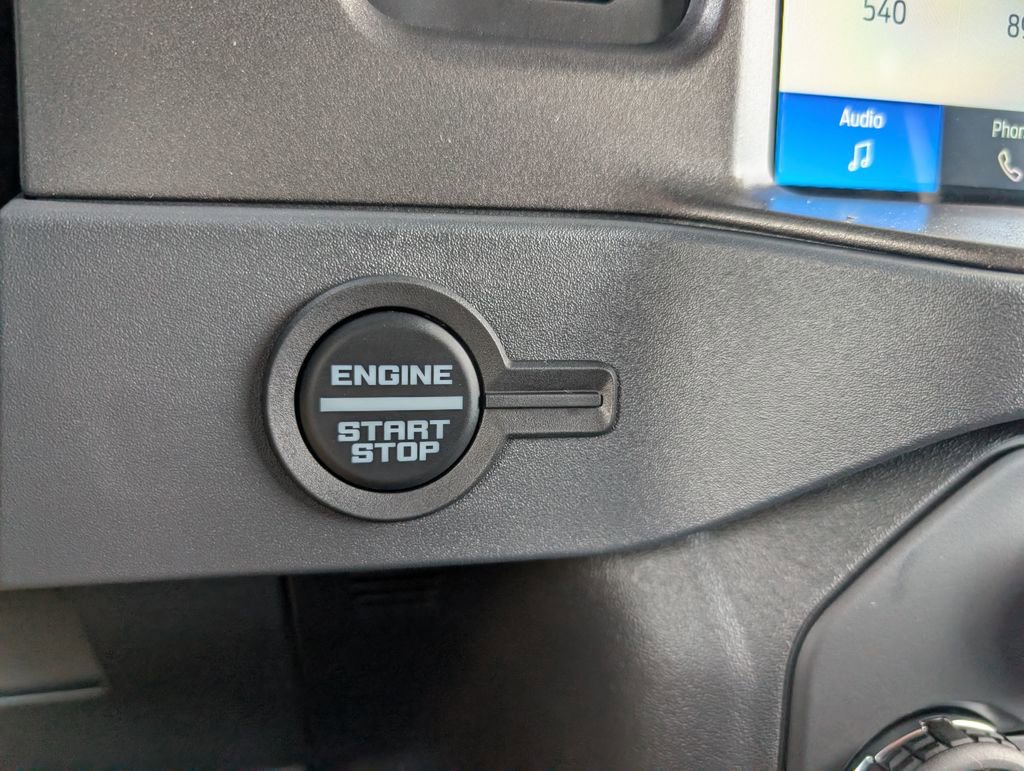 540
Audio
ENGINE
START
STOP